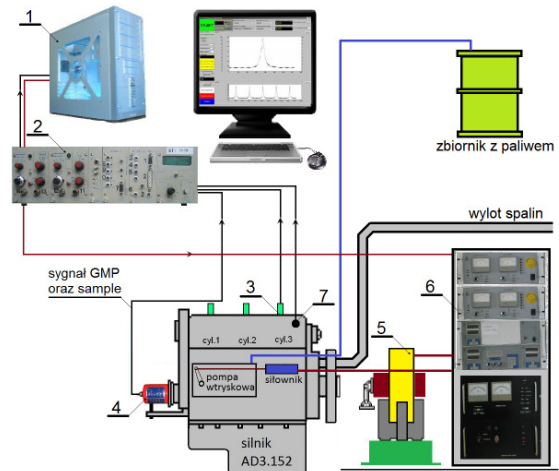 1
2
zbiornik z paliwem
wylot spalin
sygnał GMP
oraz sample
3
7
6
cyl.1
cyl.2
cyl.3
5
pompa
wtryskowa
siłownik
4
silnik
AD3.152